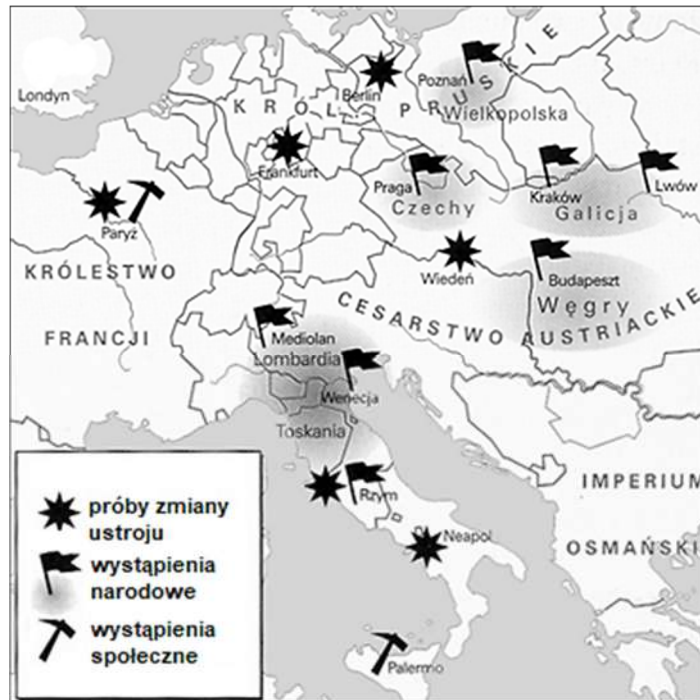 Londyn
Berlin
Poznań
KRÓL. PRUSKIE
Wielkopolska
Frankfurt
Praga
Czechy
Kraków
Galicja
Lwów
Paryż
Wiedeń
Budapeszt
Węgry
KRÓLESTWO
FRANCJI
CESARSTWO AUSTRIACKIE
Mediolan
Lombardia
Wenecja
Toskania
Rzym
Neapol
Palermo
IMPERIUM
OSMAŃSKI
próby zmiany
ustroju
wystąpienia
narodowe
wystąpienia
społeczne